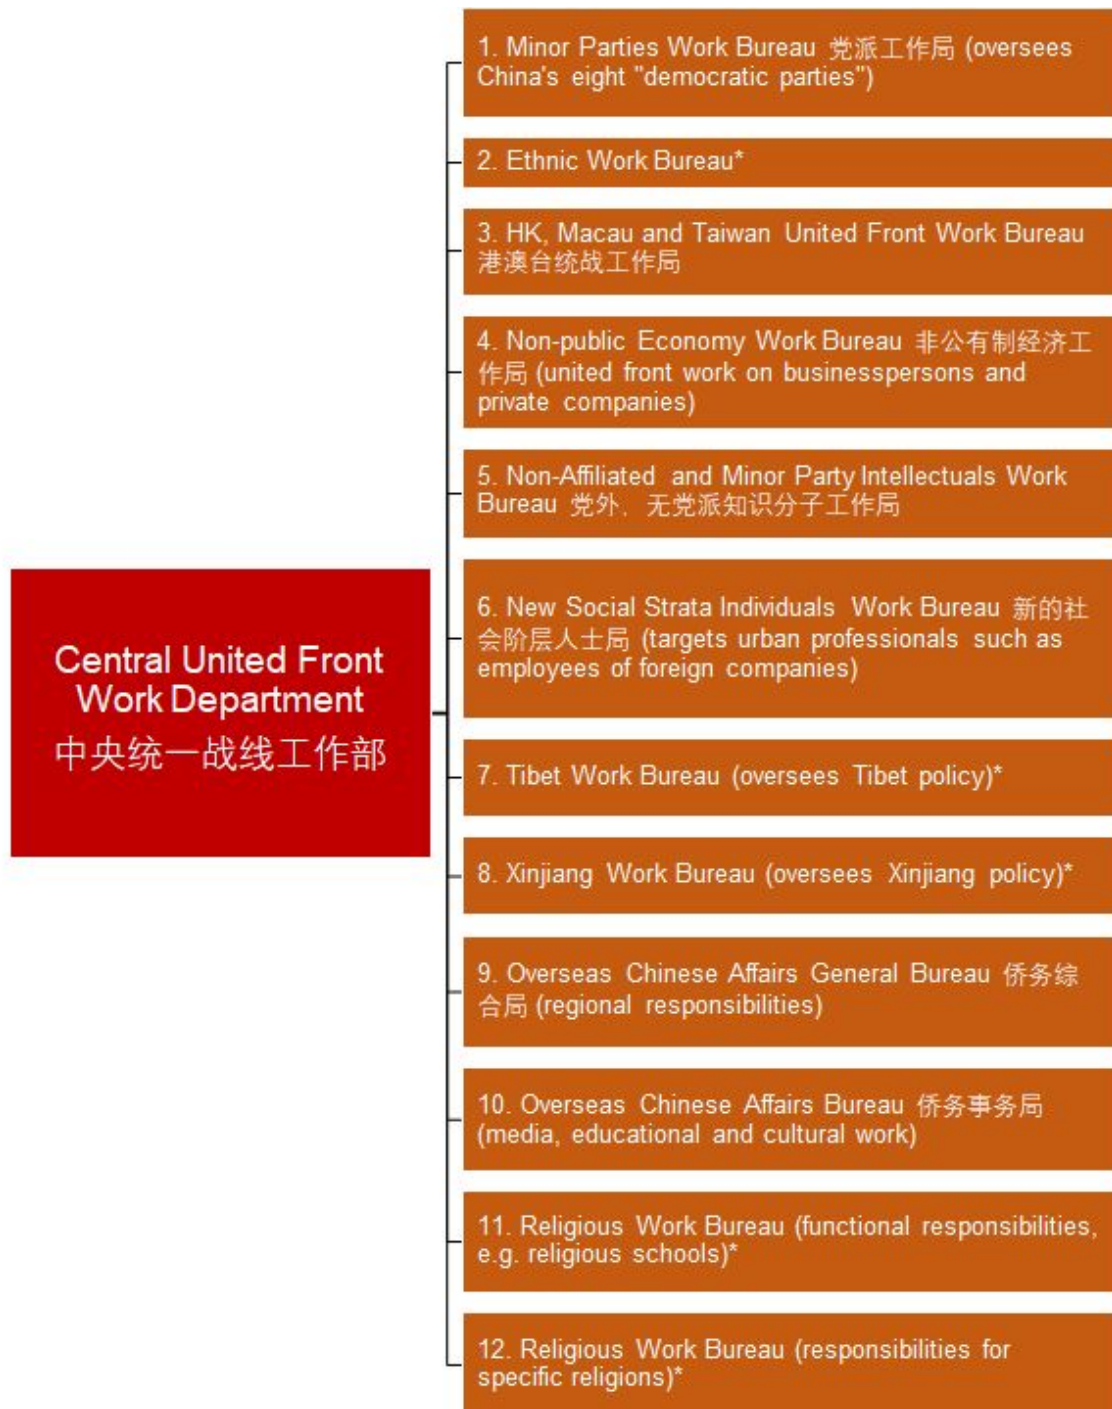 1. Minor Parties Work Bureau 党派工作局 (oversees
China's eight "democratic parties")
2. Ethnic Work Bureau*
3. HK, Macau and Taiwan United Front Work Bureau
港澳台统战工作局
4. Non-public Economy Work Bureau 非公有制经济工
作局 (united front work on businesspersons and
private companies)
5. Non-Affiliated and Minor Party Intellectuals Work
Bureau 党外、无党派知识分子工作局
6. New Social Strata Individuals Work Bureau 新的社
会阶层人士局 (targets urban professionals such as
employees of foreign companies)
Central United Front
Work Department
中央统一战线工作部
7. Tibet Work Bureau (oversees Tibet policy)*
8. Xinjiang Work Bureau (oversees Xinjiang policy)*
9. Overseas Chinese Affairs General Bureau 侨务综
合局 (regional responsibilities)
10. Overseas Chinese Affairs Bureau 侨务事务局
(media, educational and cultural work)
11. Religious Work Bureau (functional responsibilities,
e.g. religious schools)*
12. Religious Work Bureau (responsibilities for
specific religions)*